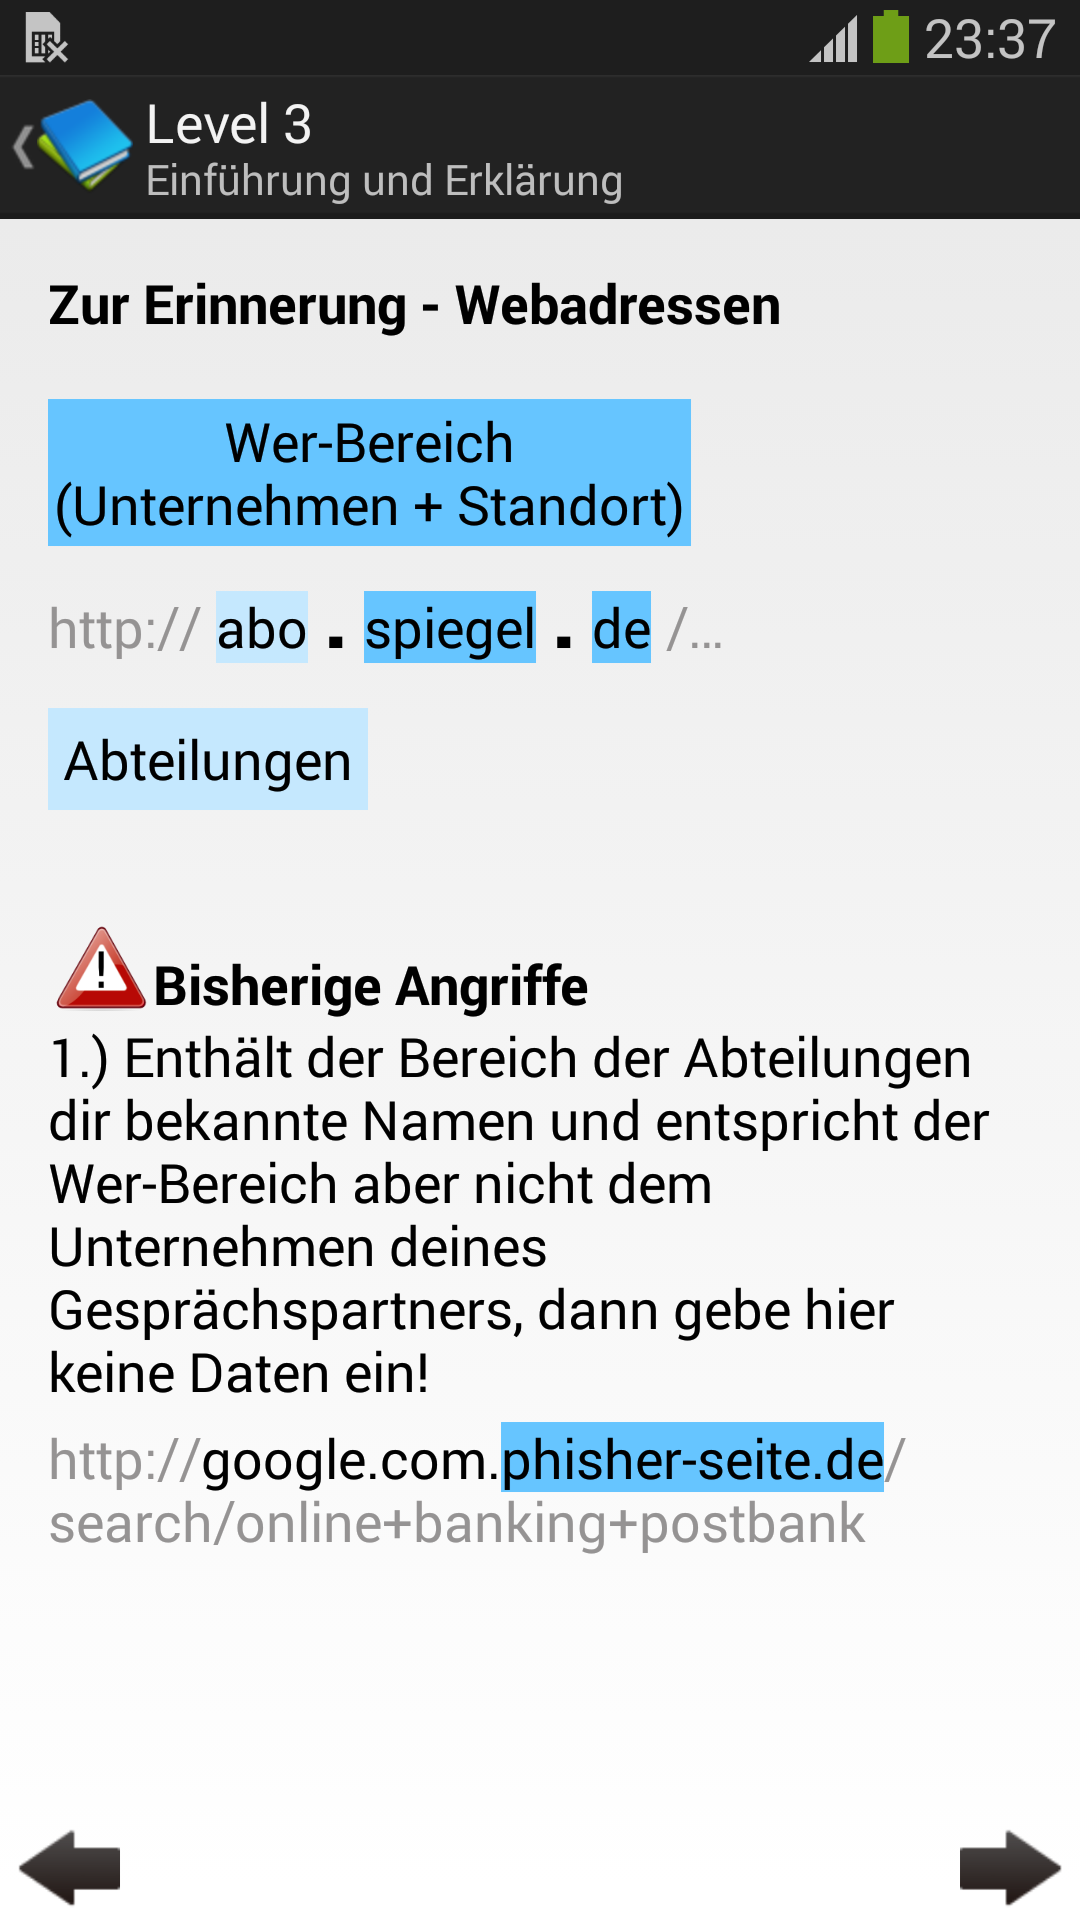 23:37
Level 3
Einführung und Erklärung
Zur Erinnerung - Webadressen
Wer-Bereich
(Unternehmen + Standort)
http:// abo . spiegel . de /...
Abteilungen
Bisherige Angriffe
1.) Enthält der Bereich der Abteilungen
dir bekannte Namen und entspricht der
Wer-Bereich aber nicht dem
Unternehmen deines
Gesprächspartners, dann gebe hier
keine Daten ein!
http://google.com.phisher-seite.de/
search/online+banking+postbank